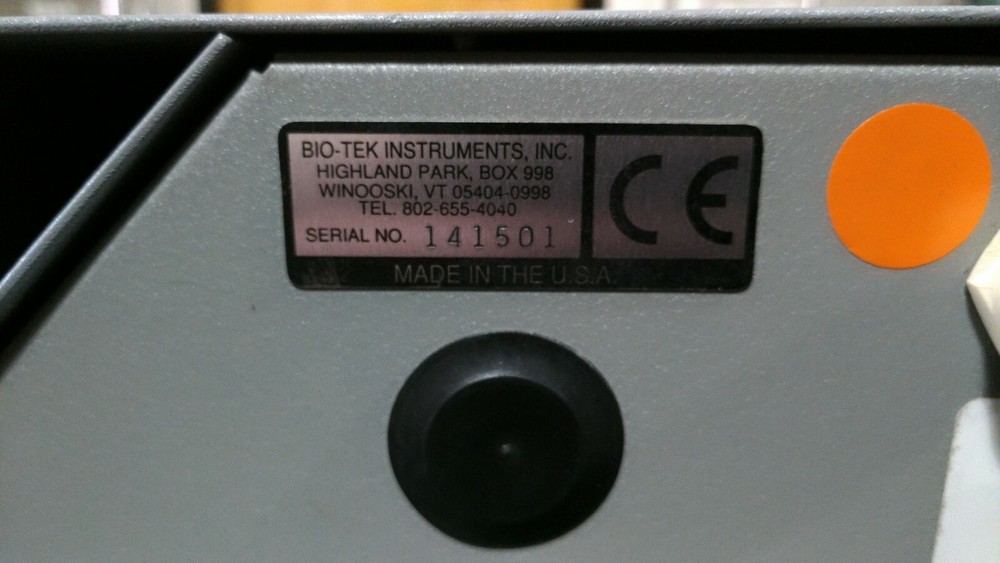 BIO-TEK INSTRUMENTS, INC.
HIGHLAND PARK, BOX 998
WINOOSKI, VT 05404-0998
TEL. 802-655-4040
SERIAL NO. 141501
CE
MADE IN THE U.S.A.